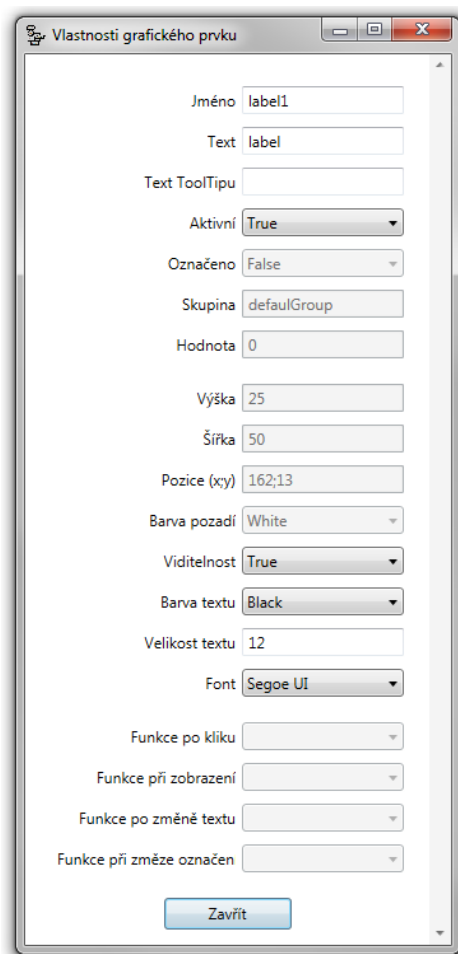 Vlastnosti grafického prvku
Jméno label1
Text label
Text ToolTipu
Aktivní True
Označeno False
Skupina defaulGroup
Hodnota 0
Výška 25
Šířka 50
Pozice (x;y) 162;13
Barva pozadí White
Viditelnost True
Barva textu Black
Velikost textu 12
Font Segoe UI
Funkce po kliku
Funkce při zobrazení
Funkce po změně textu
Funkce při změze označen
Zavřít